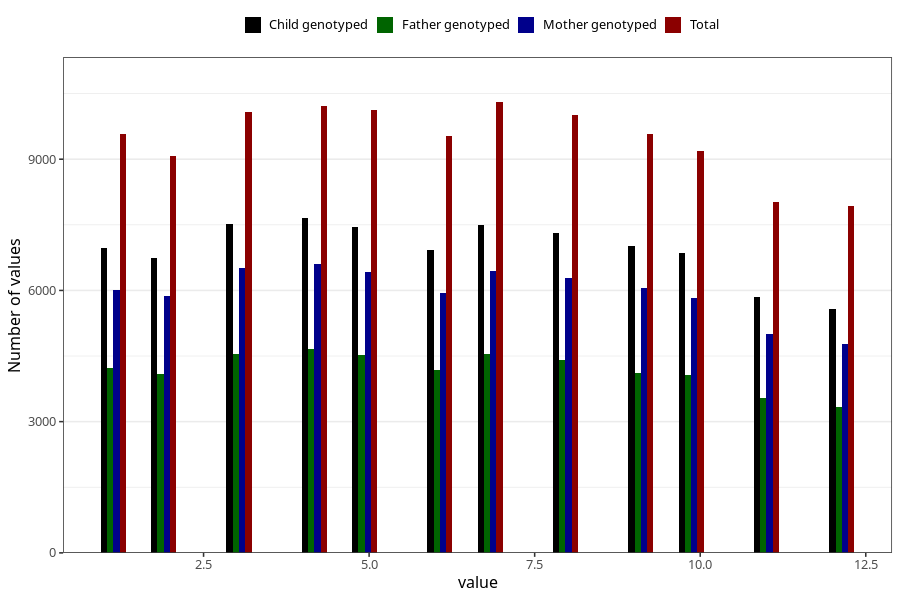 Child genotyped Father genotyped Mother genotyped Total
Number of values
9000
6000
3000
0
2.5 5.0 7.5 10.0 12.5
value